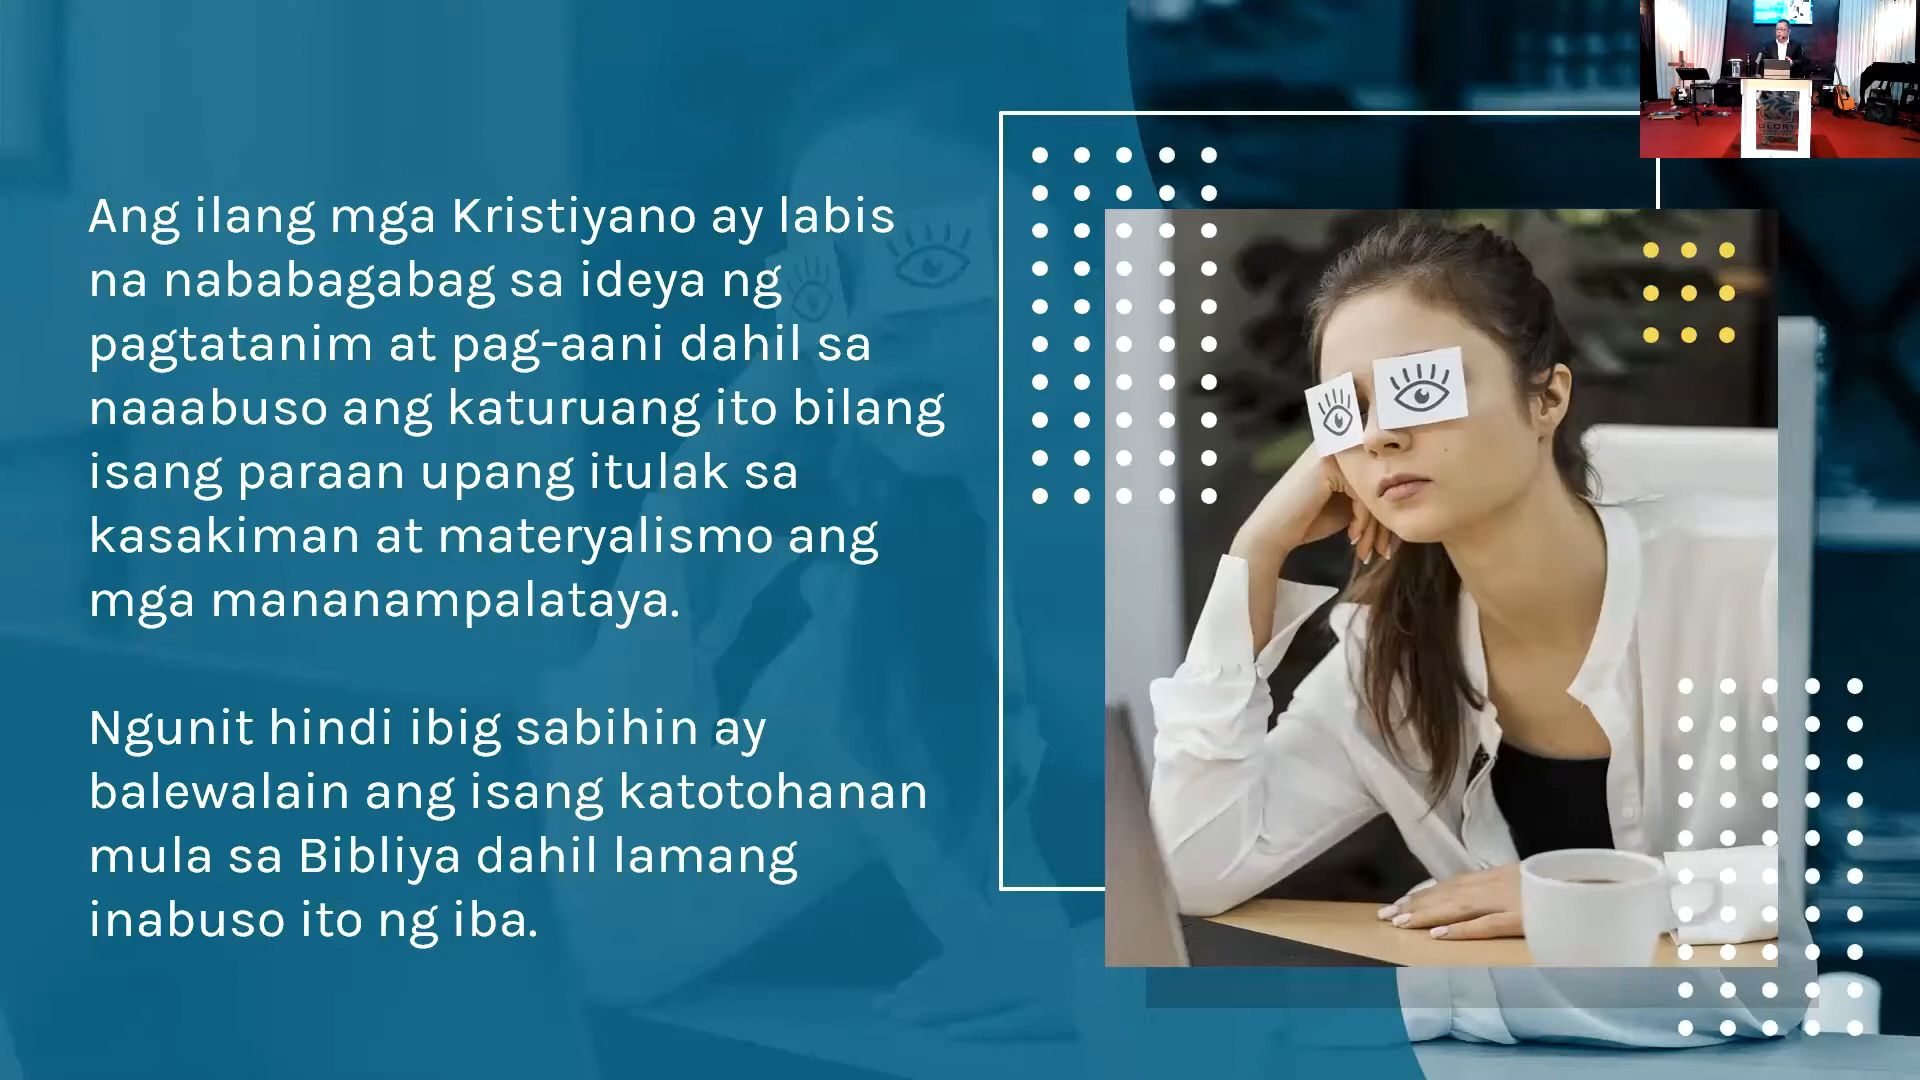 Ang ilang mga Kristiyano ay labis
na nababagabag sa ideya ng
pagtatanim at pag-aani dahil sa
naaabuso ang katuruang ito bilang
isang paraan upang itulak sa
kasakiman at materyalismo ang
mga mananampalataya.
Ngunit hindi ibig sabihin ay
balewalain ang isang katotohanan
mula sa Bibliya dahil lamang
inabuso ito ng iba.
GLORY